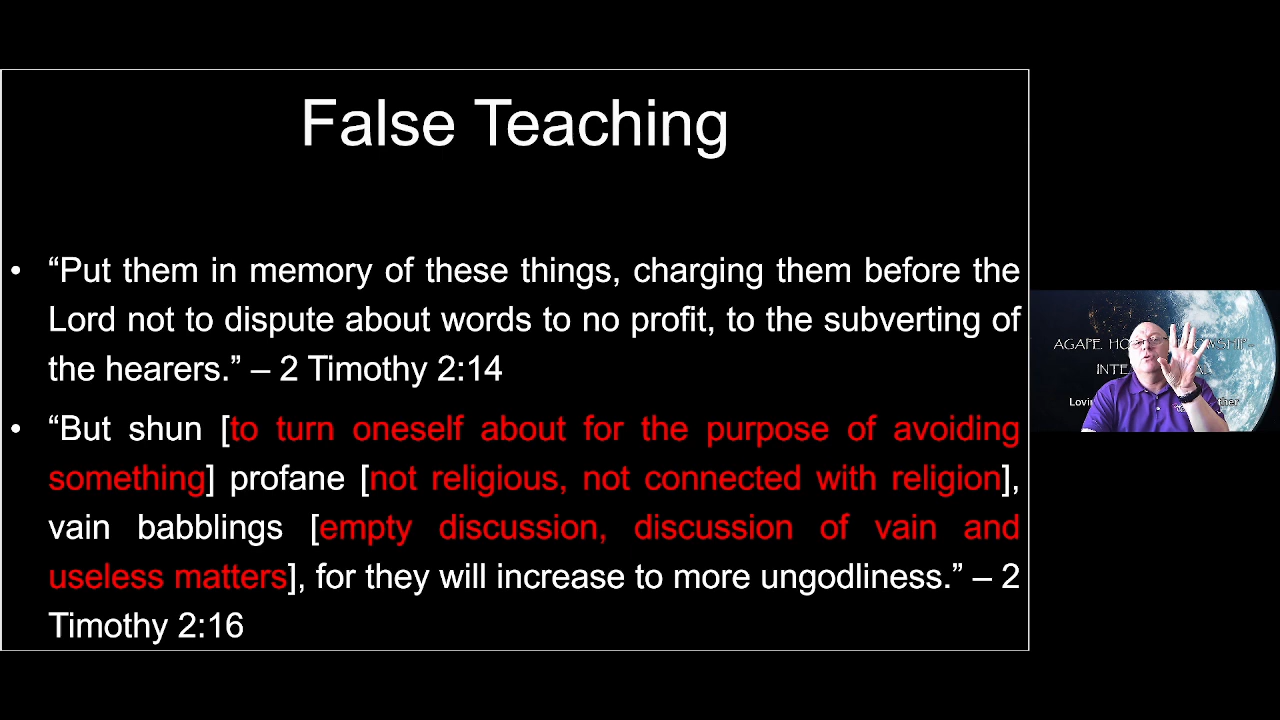 False Teaching
• “Put them in memory of these things, charging them before the
Lord not to dispute about words to no profit, to the subverting of
the hearers.” – 2 Timothy 2:14
• “But shun [to turn oneself about for the purpose of avoiding
something] profane [not religious, not connected with religion],
vain babblings [empty discussion, discussion of vain and
useless matters], for they will increase to more ungodliness.” – 2
Timothy 2:16
AGAPE